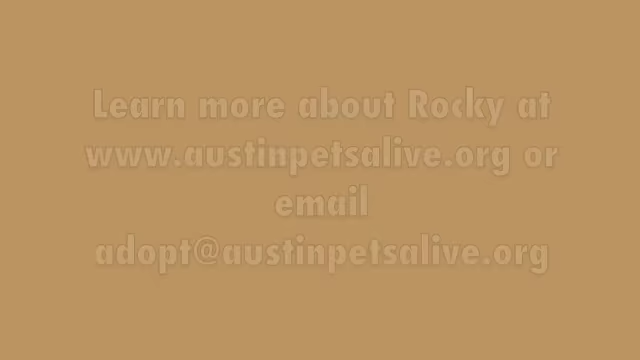 Learn more about Rocky at
www.austinpetsalive.org or
email
adopt@austinpetsalive.org